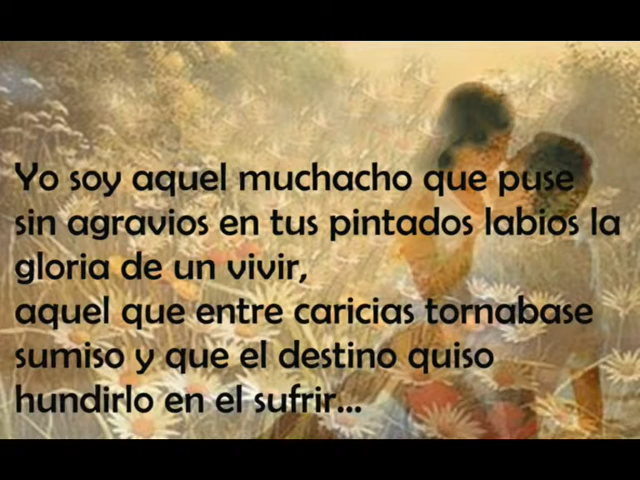 Yo soy aquel muchacho que puse
sin agravios en tus pintados labios la
gloria de un vivir,
aquel que entre caricias tornabase
sumiso y que el destino quiso
hundirlo en el sufrir...